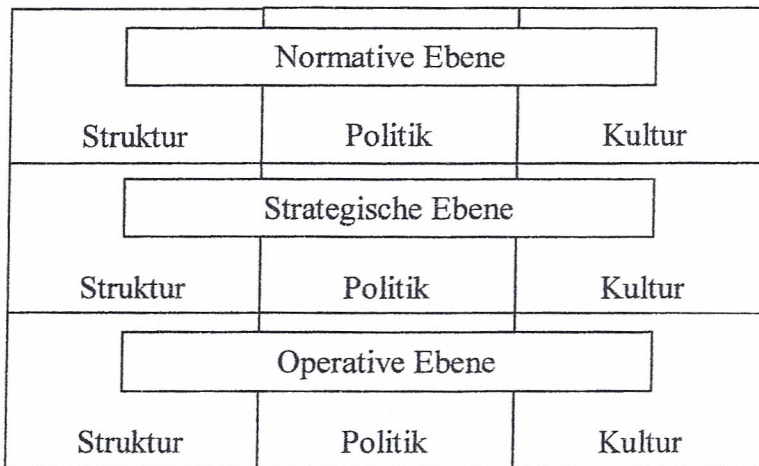 Normative Ebene
Struktur Politik Kultur
Strategische Ebene
Struktur Politik Kultur
Operative Ebene
Struktur Politik Kultur